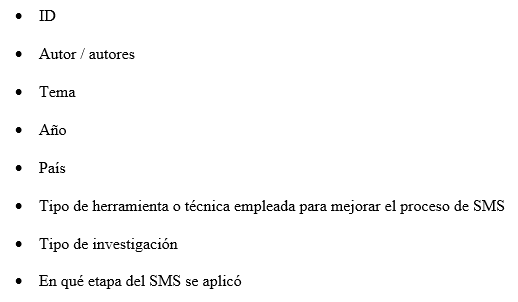 • ID
• Autor / autores
• Tema
• Año
• País
• Tipo de herramienta o técnica empleada para mejorar el proceso de SMS
• Tipo de investigación
• En qué etapa del SMS se aplicó